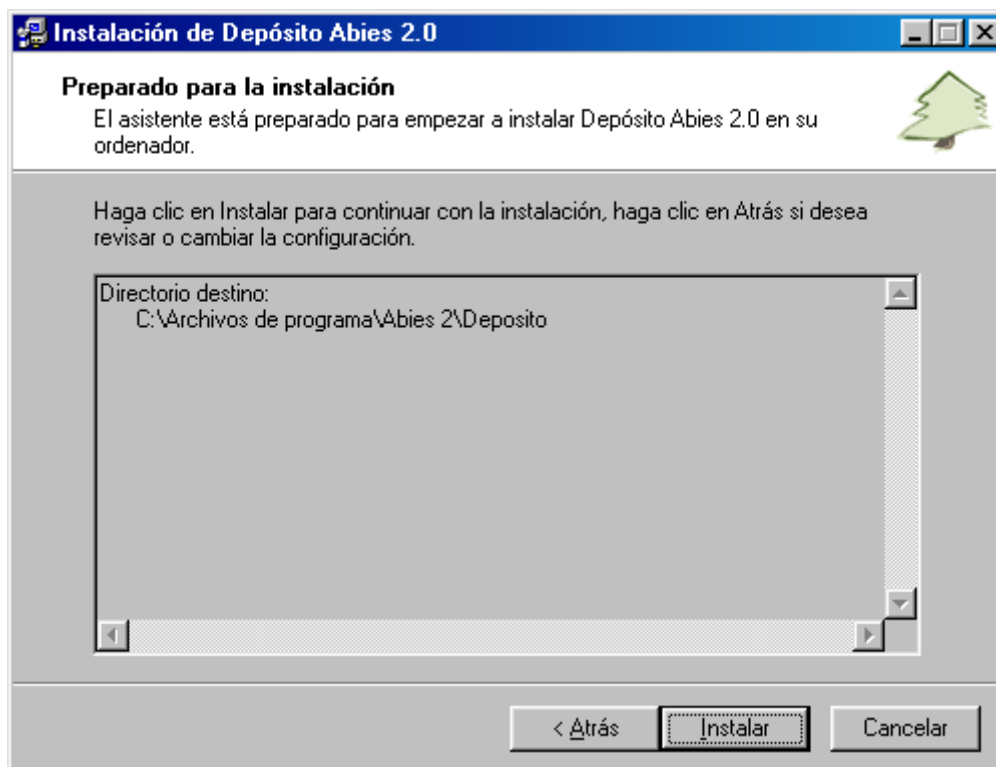 Instalación de Depósito Abies 2.0
Preparado para la instalación
El asistente está preparado para empezar a instalar Depósito Abies 2.0 en su
ordenador.
Haga clic en Instalar para continuar con la instalación, haga clic en Atrás si desea
revisar o cambiar la configuración.
Directorio destino:
C:\Archivos de programa\Abies 2\Deposito
< Atrás
Instalar
Cancelar